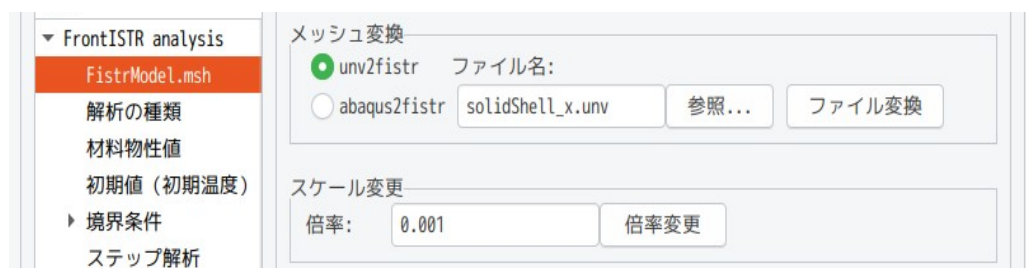 FrontISTR analysis
FistrModel.msh
解析の種類
材料物性値
初期値（初期温度）
境界条件
ステップ解析
メッシュ変換
unv2fistr ファイル名:
abaqus2fistr solidShell_x.unv 参照... ファイル変換
スケール変更
倍率: 0.001 倍率変更